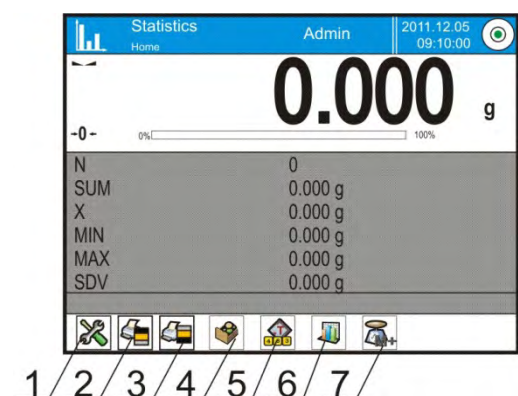 Statistics Admin 2011.12.05
Home 09:10:00
0.000 g
→0← 0% 100%
N 0
SUM 0.000 g
X 0.000 g
MIN 0.000 g
MAX 0.000 g
SDV 0.000 g
T
M+
1 2 3 4 5 6 7